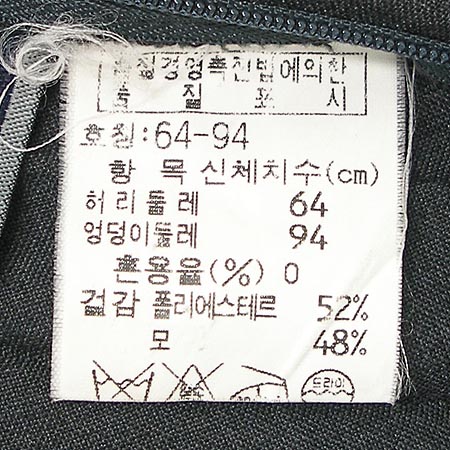 품질경영촉진법에의한
품 질 표 시
호칭:64-94
항 목 신체치수(cm)
허리둘레 64
엉덩이둘레 94
혼용율(%) 0
겉감 폴리에스테르 52%
모 48%
드라이